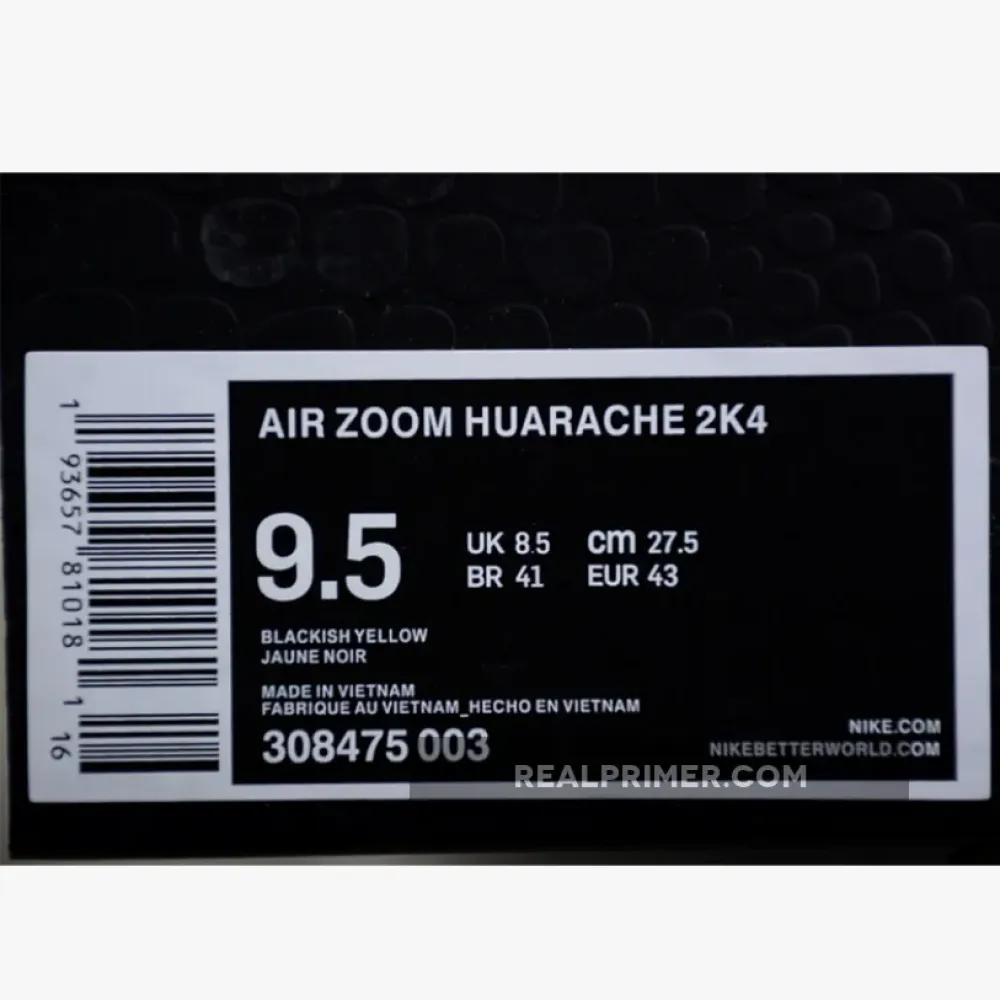 AIR ZOOM HUARACHE 2K4
9.5
UK 8.5 cm 27.5
BR 41 EUR 43
BLACKISH YELLOW
JAUNE NOIR
MADE IN VIETNAM
FABRIQUE AU VIETNAM_HECHO EN VIETNAM
308475 003
NIKE.COM
NIKEBETTERWORLD.COM
1 93657 81018 1 16
REALPRIMER.COM